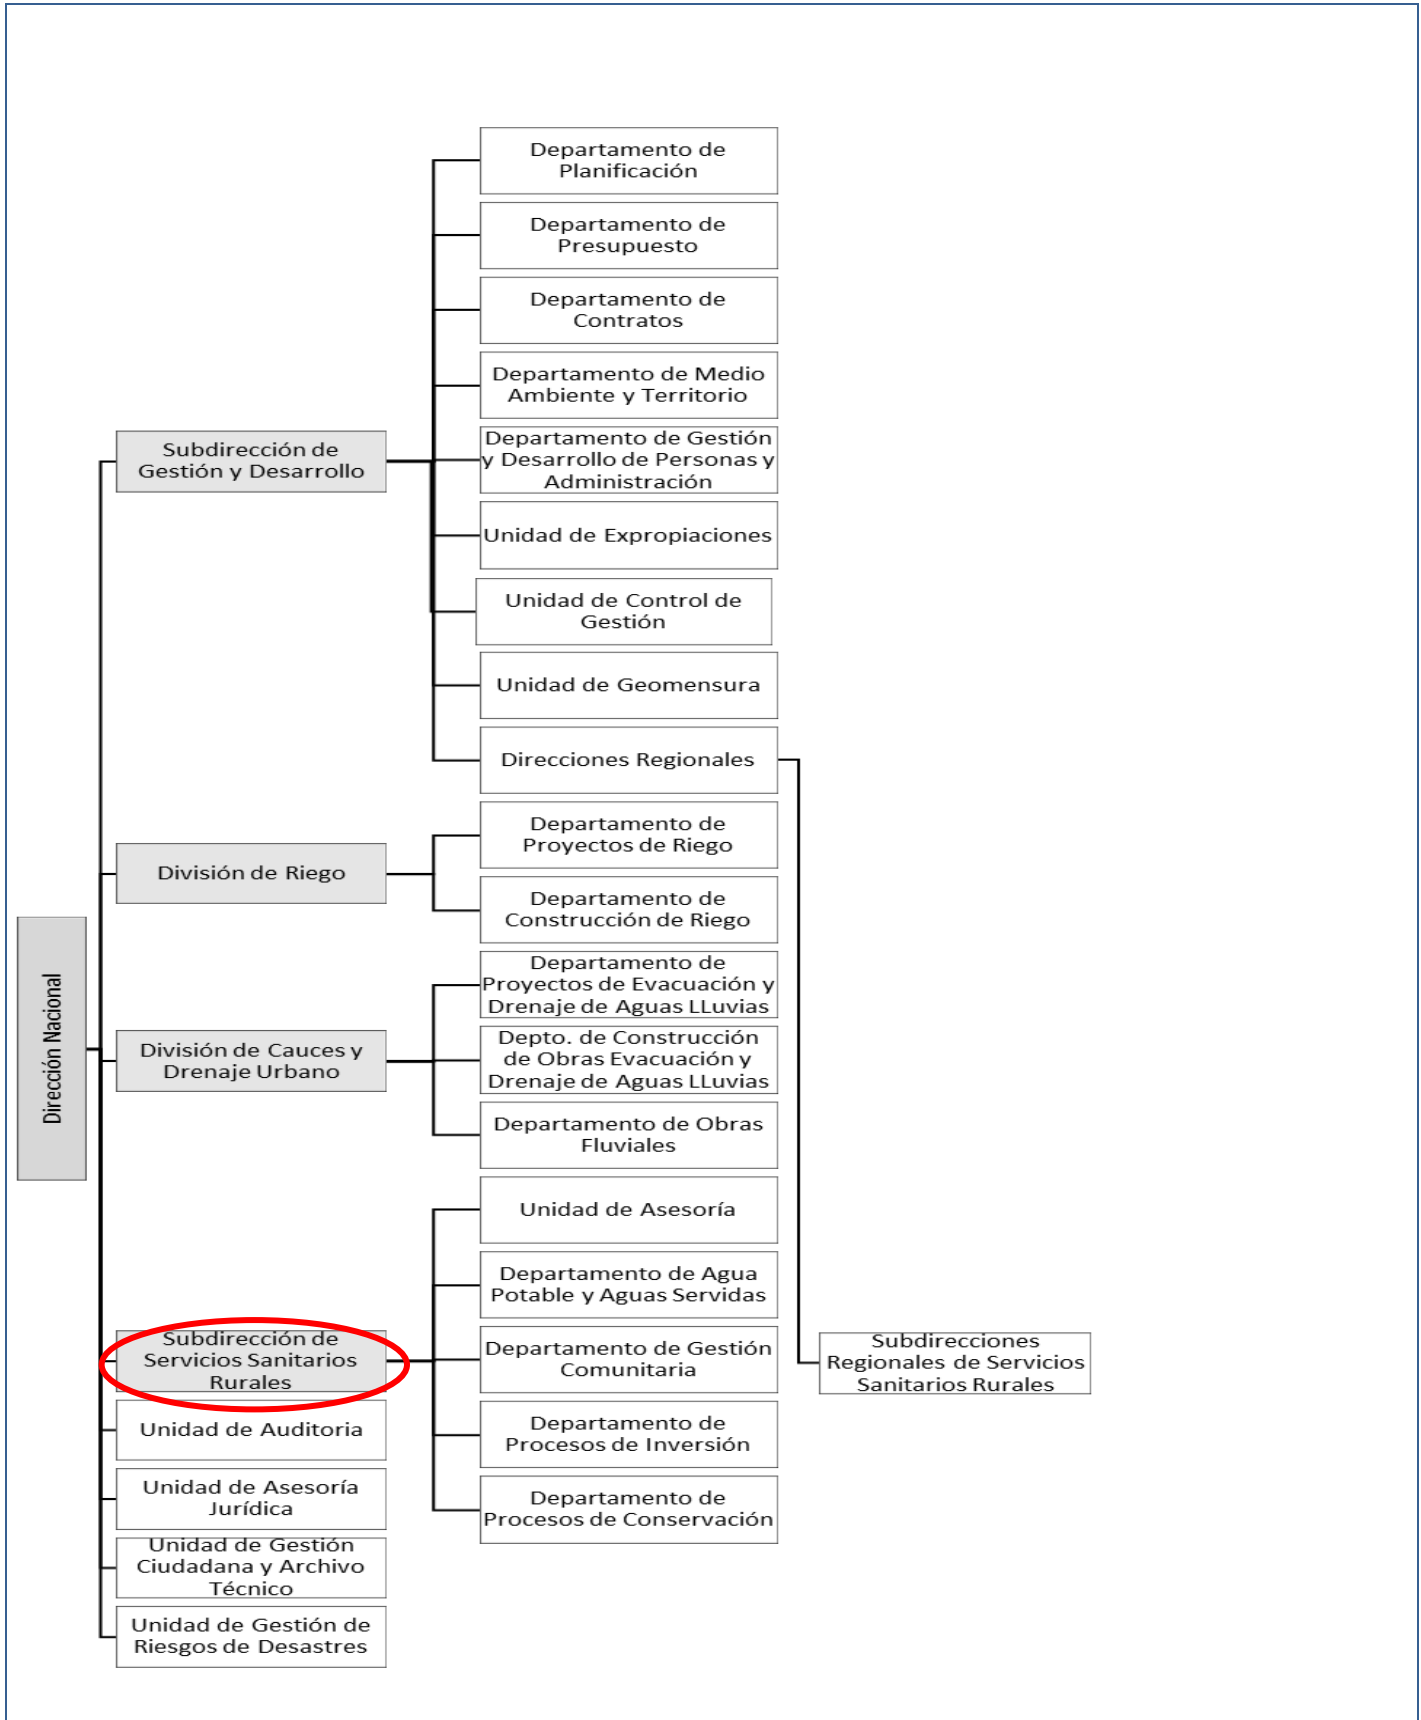 Dirección Nacional
Subdirección de
Gestión y Desarrollo
Departamento de
Planificación
Departamento de
Presupuesto
Departamento de
Contratos
Departamento de Medio
Ambiente y Territorio
Departamento de Gestión
y Desarrollo de Personas y
Administración
Unidad de Expropiaciones
Unidad de Control de
Gestión
Unidad de Geomensura
Direcciones Regionales
Subdirecciones
Regionales de Servicios
Sanitarios Rurales
División de Riego
Departamento de
Proyectos de Riego
Departamento de
Construcción de Riego
División de Cauces y
Drenaje Urbano
Departamento de
Proyectos de Evacuación y
Drenaje de Aguas LLuvias
Depto. de Construcción
de Obras Evacuación y
Drenaje de Aguas LLuvias
Departamento de Obras
Fluviales
Subdirección de
Servicios Sanitarios
Rurales
Unidad de Asesoría
Departamento de Agua
Potable y Aguas Servidas
Departamento de Gestión
Comunitaria
Departamento de
Procesos de Inversión
Departamento de
Procesos de Conservación
Unidad de Auditoria
Unidad de Asesoría
Jurídica
Unidad de Gestión
Ciudadana y Archivo
Técnico
Unidad de Gestión de
Riesgos de Desastres